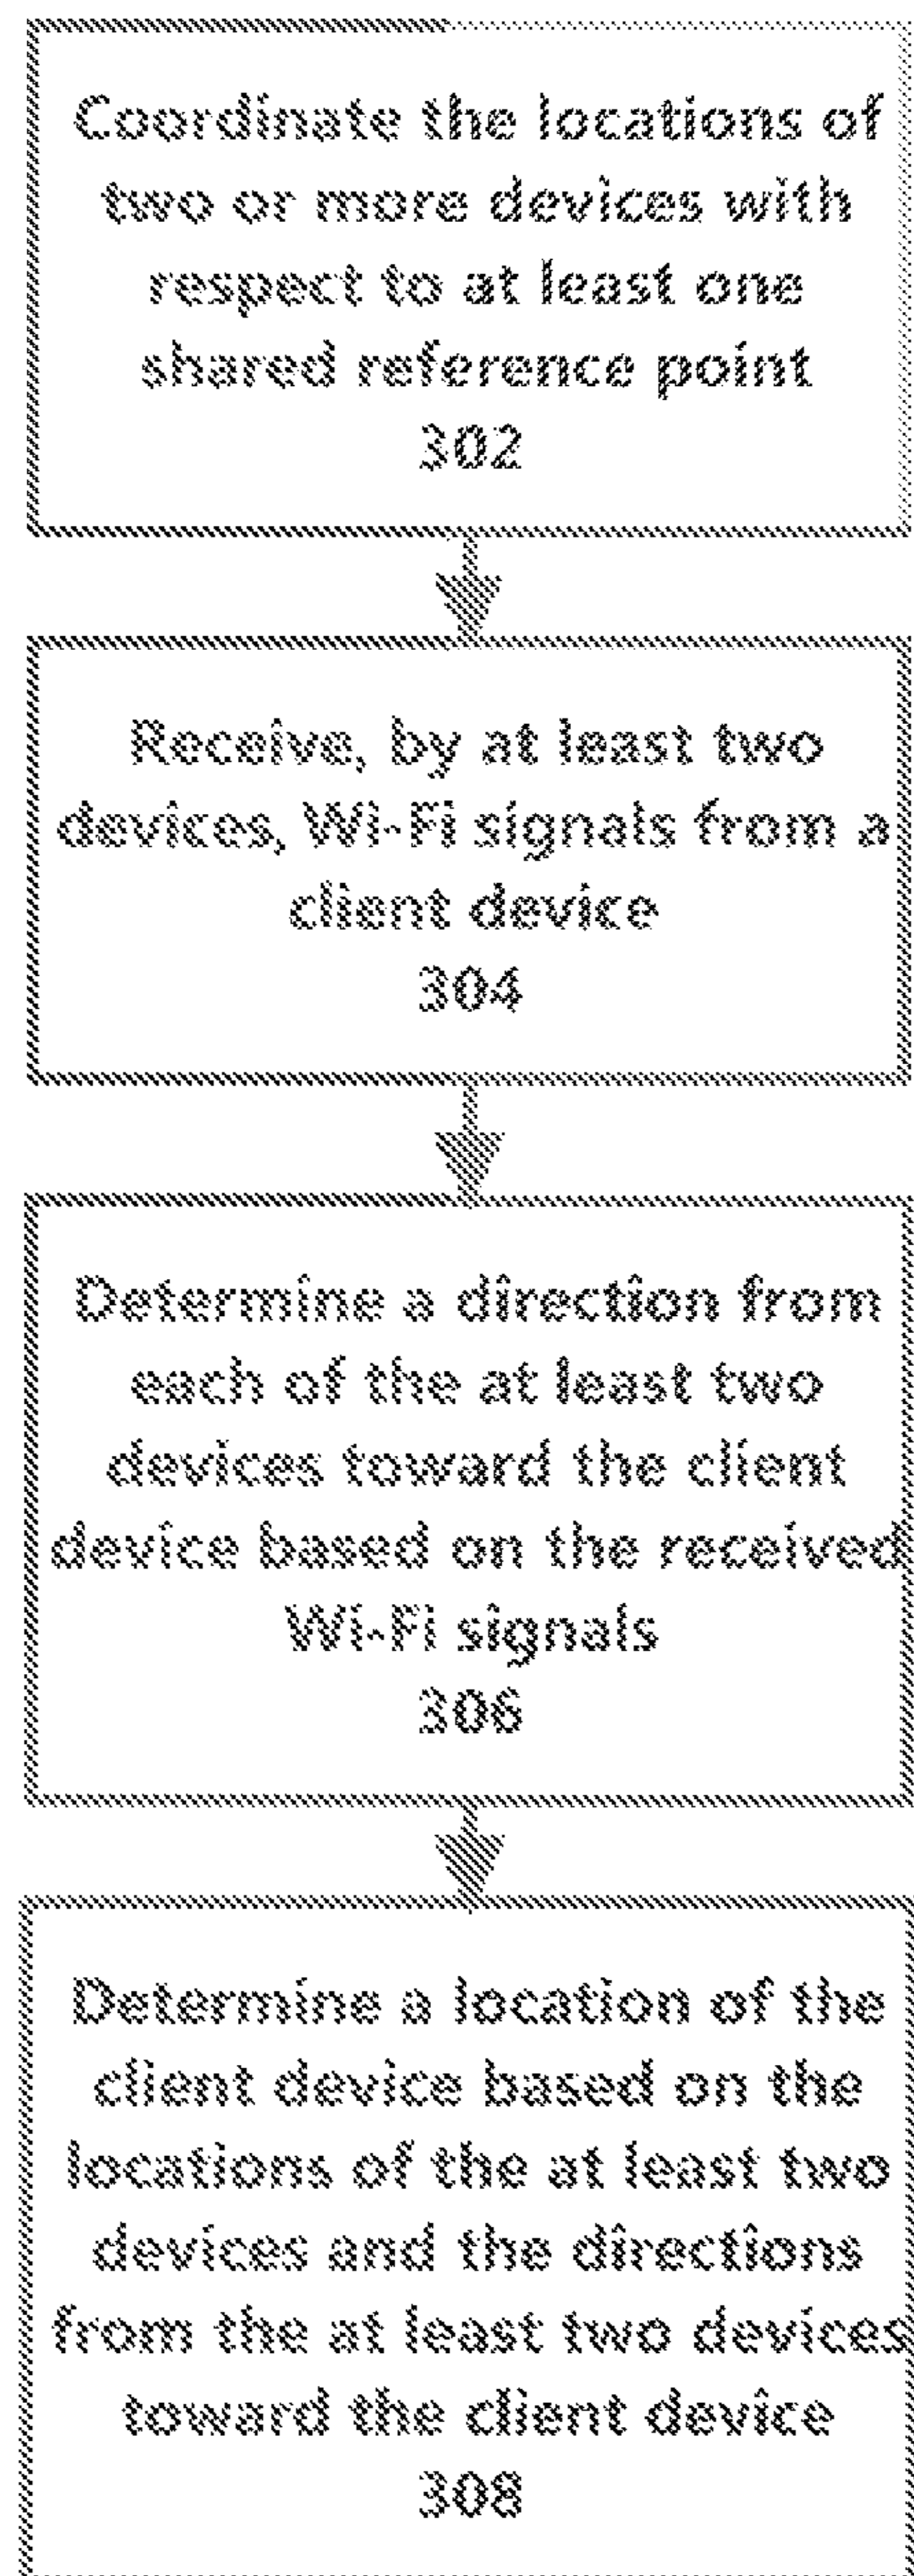 Coordinate the locations of
two or more devices with
respect to at least one
shared reference point
302
Receive, by at least two
devices, Wi-Fi signals from a
client device
304
Determine a direction from
each of the at least two
devices toward the client
device based on the received
Wi-Fi signals
306
Determine a location of the
client device based on the
locations of the at least two
devices and the directions
from the at least two devices
toward the client device
308